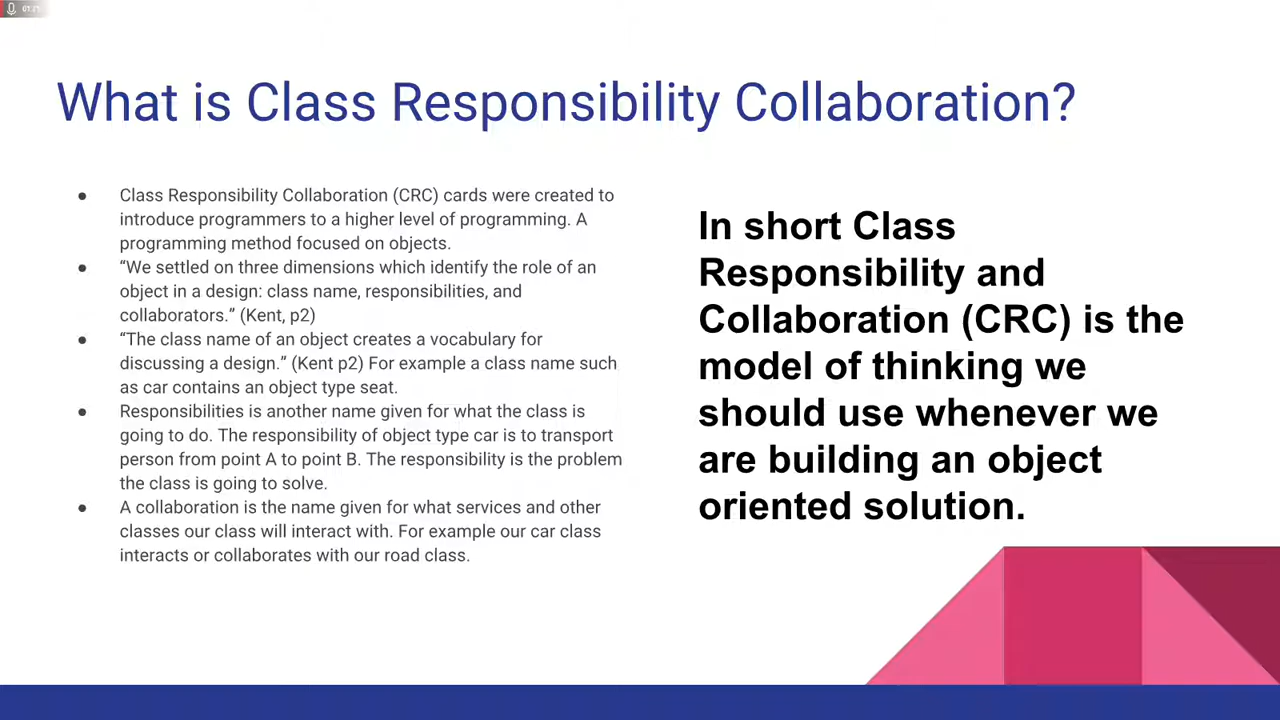 What is Class Responsibility Collaboration?
● Class Responsibility Collaboration (CRC) cards were created to
introduce programmers to a higher level of programming. A
programming method focused on objects.
● “We settled on three dimensions which identify the role of an
object in a design: class name, responsibilities, and
collaborators.” (Kent, p2)
● “The class name of an object creates a vocabulary for
discussing a design.” (Kent p2) For example a class name such
as car contains an object type seat.
● Responsibilities is another name given for what the class is
going to do. The responsibility of object type car is to transport
person from point A to point B. The responsibility is the problem
the class is going to solve.
● A collaboration is the name given for what services and other
classes our class will interact with. For example our car class
interacts or collaborates with our road class.
In short Class
Responsibility and
Collaboration (CRC) is the
model of thinking we
should use whenever we
are building an object
oriented solution.